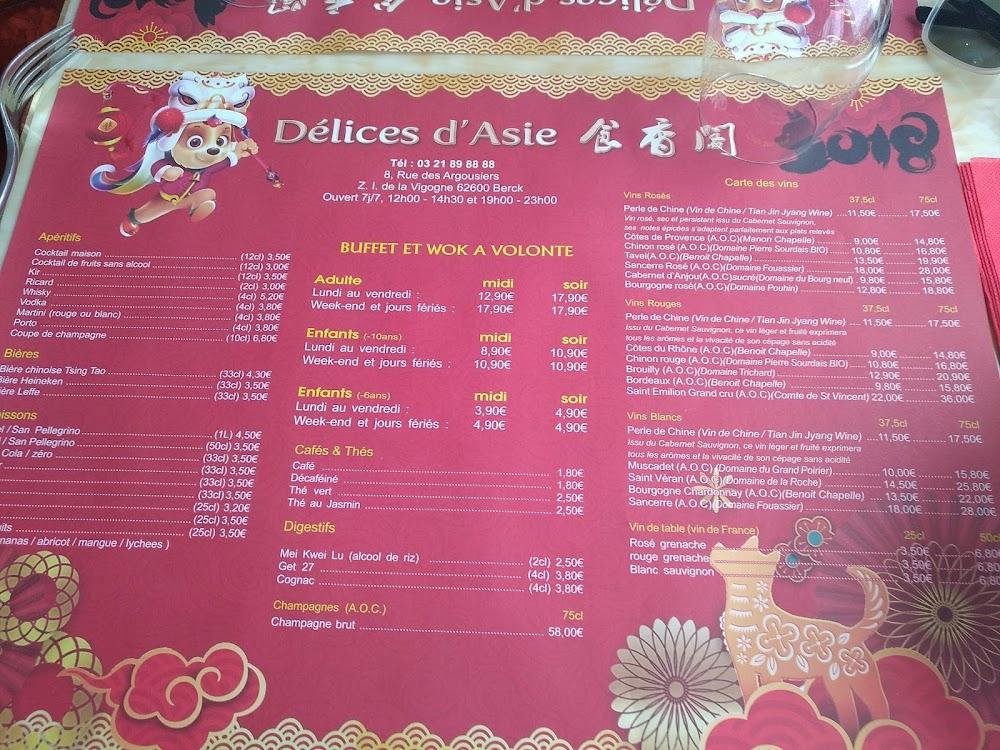 Délices d'Asie
Délices d'Asie 食香閣 2018
Tél : 03 21 89 88 88
8, Rue des Argousiers
Z. I. de la Vigogne 62600 Berck
Ouvert 7j/7, 12h00 - 14h30 et 19h00 - 23h00
Apéritifs
Cocktail maison (12cl) 3,50€
Cocktail de fruits sans alcool (12cl) 3,00€
Kir (12cl) 3,50€
Ricard (2cl) 3,00€
Whisky (4cl) 5,20€
Vodka (4cl) 3,80€
Martini (rouge ou blanc) (4cl) 3,80€
Porto (4cl) 3,80€
Coupe de champagne (10cl) 6,80€
Bières
Bière chinoise Tsing Tao (33cl) 4,30€
ière Heineken (33cl) 3,50€
ière Leffe (33cl) 3,50€
issons
el / San Pellegrino (1L) 4,50€
l / San Pellegrino (50cl) 3,50€
Cola / zéro (33cl) 3,50€
(33cl) 3,50€
(33cl) 3,50€
(25cl) 3,20€
(25cl) 3,50€
uits (25cl) 3,50€
nanas / abricot / mangue / lychees )
BUFFET ET WOK A VOLONTE
Adulte midi soir
Lundi au vendredi : 12,90€ 17,90€
Week-end et jours fériés : 17,90€ 17,90€
Enfants (-10ans) midi soir
Lundi au vendredi : 8,90€ 10,90€
Week-end et jours fériés : 10,90€ 10,90€
Enfants (-6ans) midi soir
Lundi au vendredi : 3,90€ 4,90€
Week-end et jours fériés : 4,90€ 4,90€
Cafés & Thés
Café 1,80€
Décaféiné 1,80€
Thé vert 2,50€
Thé au Jasmin 2,50€
Digestifs
Mei Kwei Lu (alcool de riz) (2cl) 2,50€
Get 27 (4cl) 3,80€
Cognac (4cl) 3,80€
Champagnes (A.O.C.) 75cl
Champagne brut 58,00€
Carte des vins
Vins Rosés 37,5cl 75cl
Perle de Chine (Vin de Chine / Tian Jin Jyang Wine) 11,50€ 17,50€
Vin rosé, sec et persistant issu du Cabernet Sauvignon,
ses notes épicées s'adaptent parfaitement aux plats relevés
Côtes de Provence (A.O.C)(Manon Chapelle) 9,00€ 14,80€
Chinon rosé (A.O.C)(Domaine Pierre Sourdais BIO) 10,80€ 16,80€
Tavel(A.O.C)(Benoit Chapelle) 13,50€ 19,90€
Sancerre Rosé (A.O.C)(Domaine Fouassier) 18,00€ 28,00€
Cabernet d'Anjou(A.O.C)sucré(Domaine du Bourg neuf) 9,80€ 15,80€
Bourgogne rosé(A.O.C)(Domaine Pouhin) 12,80€ 18,80€
Vins Rouges 37,5cl 75cl
Perle de Chine (Vin de Chine / Tian Jin Jyang Wine) 11,50€ 17,50€
Issu du Cabernet Sauvignon, ce vin léger et fruité exprimera
tous les arômes et la vivacité de son cépage sans acidité
Côtes du Rhône (A.O.C)(Benoit Chapelle) 9,00€ 14,80€
Chinon rouge (A.O.C)(Domaine Pierre Sourdais BIO) 10,80€ 16,80€
Brouilly (A.O.C)(Domaine Trichard) 12,90€ 20,90€
Bordeaux (A.O.C)(Benoit Chapelle) 9,80€ 15,80€
Saint Emilion Grand cru (A.O.C)(Comte de St Vincent) 22,00€ 36,00€
Vins Blancs 37,5cl 75cl
Perle de Chine (Vin de Chine / Tian Jin Jyang Wine) 11,50€ 17,50€
Issu du Cabernet Sauvignon, ce vin léger et fruité exprimera
tous les arômes et la vivacité de son cépage sans acidité
Muscadet (A.O.C)(Domaine du Grand Poirier) 10,00€ 15,80€
Saint Véran (A.O.C)(Domaine de la Roche) 14,50€ 25,80€
Bourgogne Chardonnay (A.O.C)(Benoit Chapelle) 13,50€ 22,00€
Sancerre (A.O.C)(Domaine Fouassier) 18,00€ 28,00€
Vin de table (vin de France) 25cl 50cl
Rosé grenache 3,50€ 6,80€
rouge grenache 3,50€ 6,80
Blanc sauvignon 3,50€ 6,80